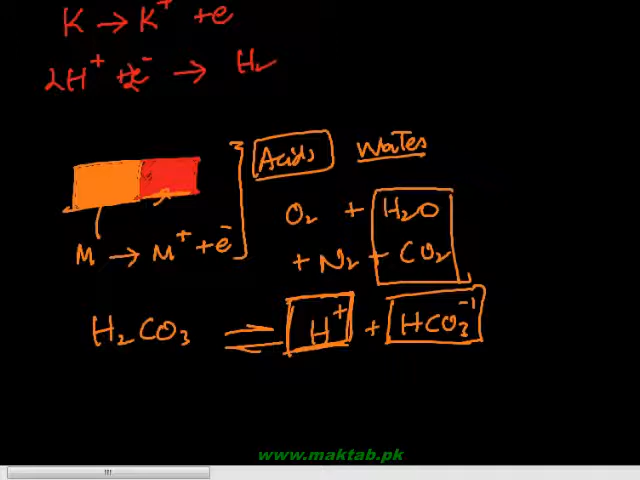 K → K⁺ + e
2H⁺ + 2e⁻ → H₂
Acids Water
O₂ + H₂O
M → M⁺ + e⁻
+ N₂ + CO₂
H₂CO₃ ⇌ H⁺ + HCO₃⁻¹
www.maktab.pk